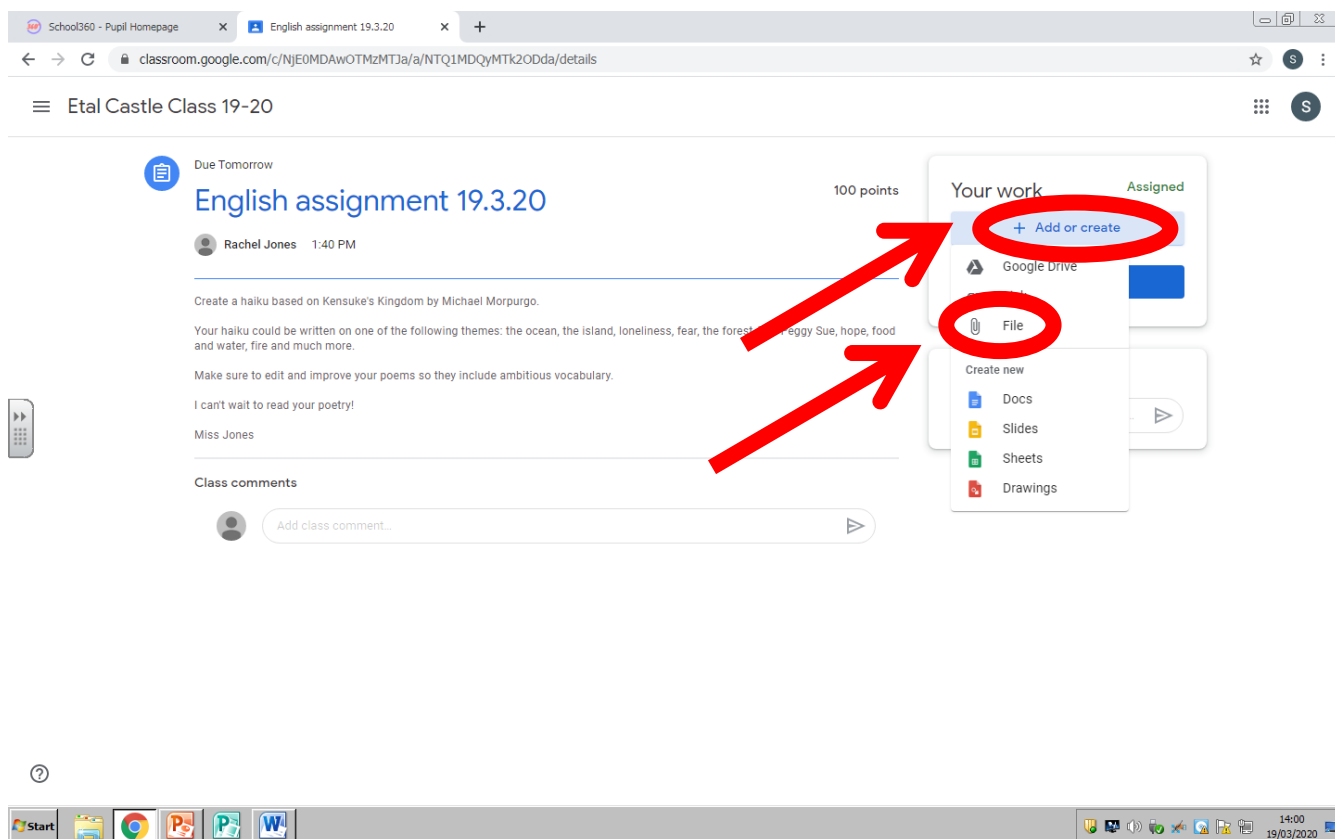 School360 - Pupil Homepage
English assignment 19.3.20
classroom.google.com/c/NjE0MDAwOTMzMTJa/a/NTQ1MDQyMTk2ODda/details
S
Etal Castle Class 19-20
S
Due Tomorrow
English assignment 19.3.20
100 points
Rachel Jones 1:40 PM
Create a haiku based on Kensuke's Kingdom by Michael Morpurgo.
Your haiku could be written on one of the following themes: the ocean, the island, loneliness, fear, the forest, Sue, hope, food
and water, fire and much more.
Make sure to edit and improve your poems so they include ambitious vocabulary.
I can't wait to read your poetry!
Miss Jones
Class comments
Add class comment...
Your work
Assigned
+ Add or create
Google Drive
File
Create new
Docs
Slides
Sheets
Drawings
Start
14:00
19/03/2020